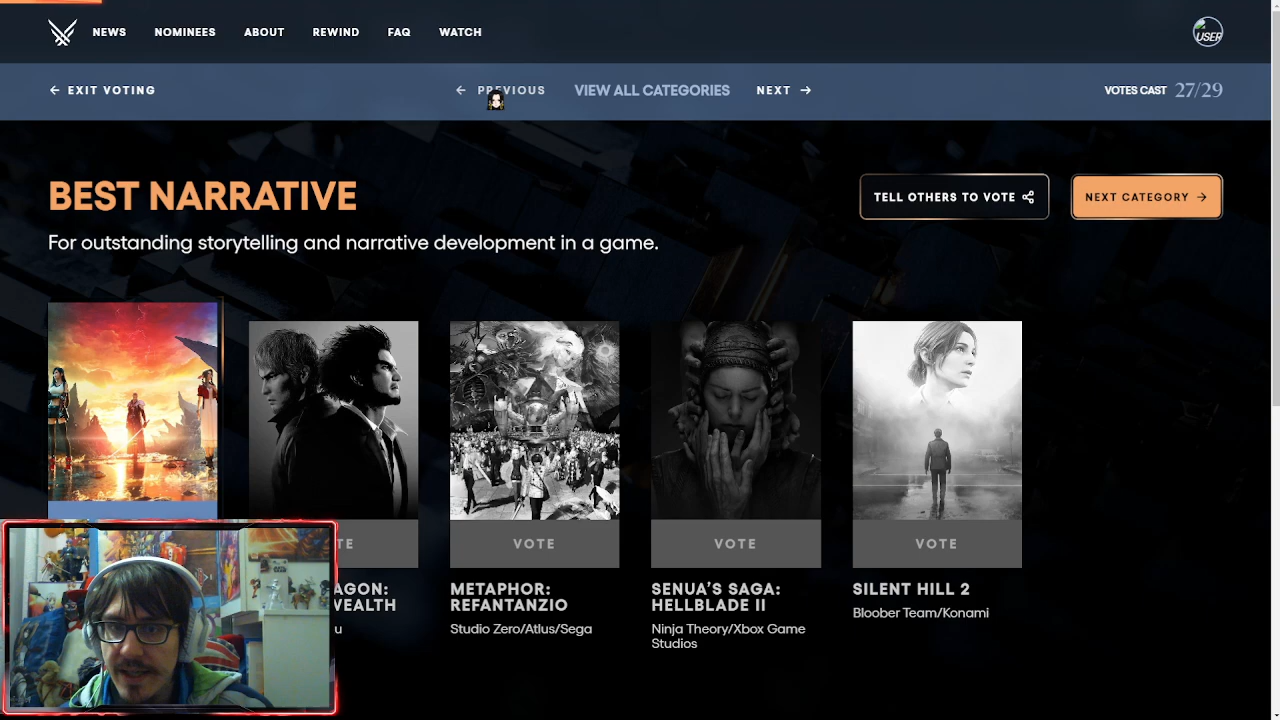 NEWS NOMINEES ABOUT REWIND FAQ WATCH USER
EXIT VOTING PREVIOUS VIEW ALL CATEGORIES NEXT VOTES CAST 27/29
BEST NARRATIVE
TELL OTHERS TO VOTE NEXT CATEGORY
For outstanding storytelling and narrative development in a game.
TE VOTE VOTE VOTE
AGON:
WEALTH
u
METAPHOR:
REFANTANZIO
Studio Zero/Atlus/Sega
SENUA'S SAGA:
HELLBLADE II
Ninja Theory/Xbox Game
Studios
SILENT HILL 2
Bloober Team/Konami